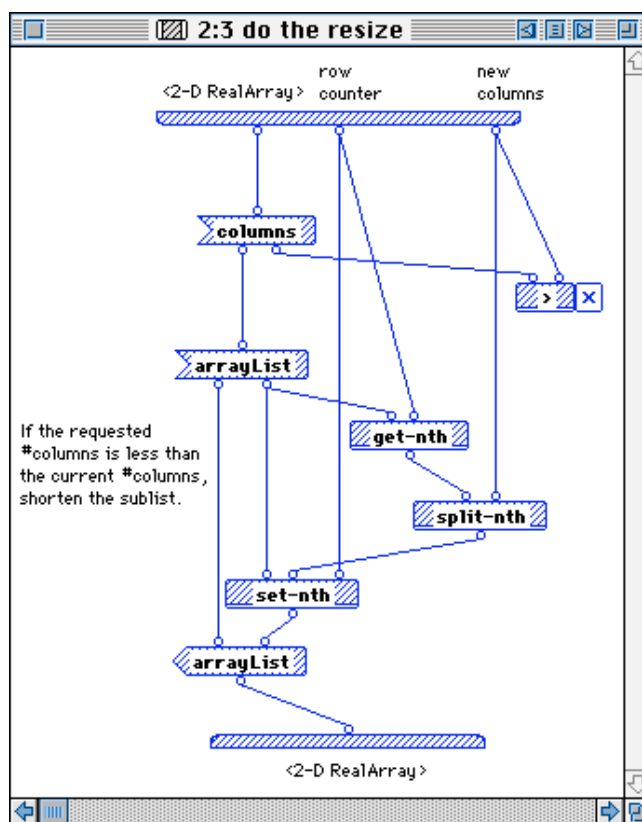 2:3 do the resize
row
new
<2-D RealArray>
counter
columns
columns
>
arrayList
get-nth
If the requested
#columns is less than
the current #columns,
shorten the sublist.
split-nth
set-nth
arrayList
<2-D RealArray>